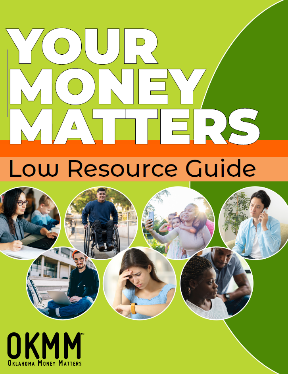 YOUR
MONEY
MATTERS
Low Resource Guide
OKMM
OKLAHOMA MONEY MATTERS